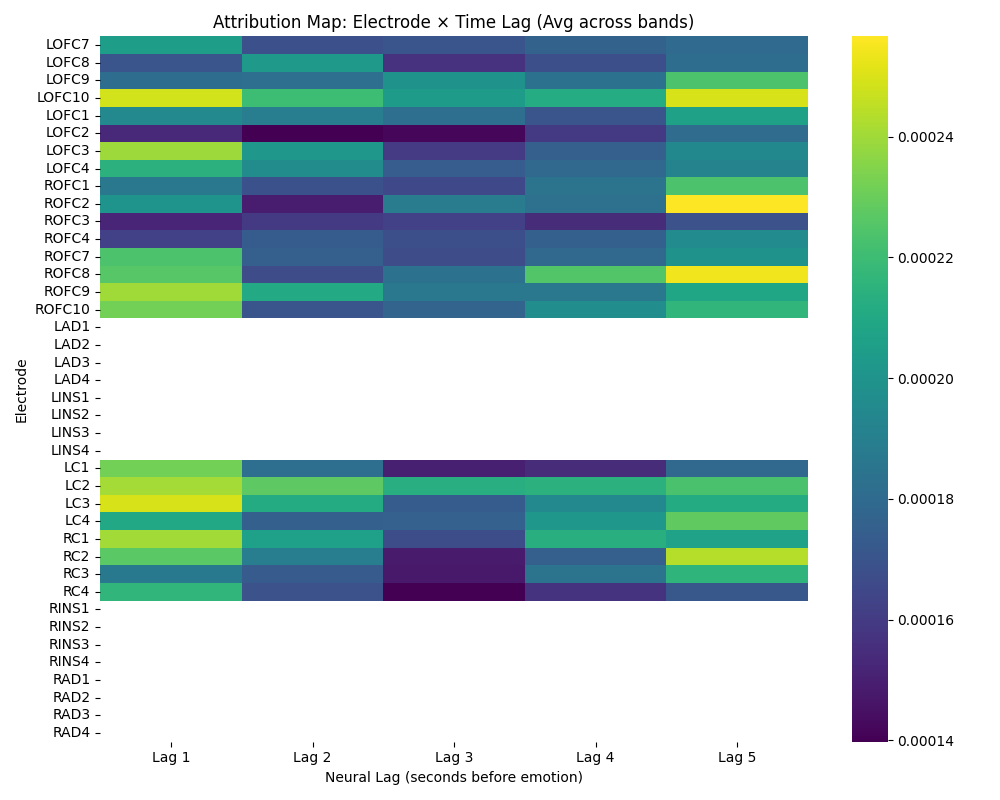 Attribution Map: Electrode × Time Lag (Avg across bands)
LOFC7
LOFC8
LOFC9
LOFC10
LOFC1
LOFC2
LOFC3
LOFC4
ROFC1
ROFC2
ROFC3
ROFC4
ROFC7
ROFC8
ROFC9
ROFC10
LAD1
LAD2
LAD3
LAD4
LINS1
LINS2
LINS3
LINS4
LC1
LC2
LC3
LC4
RC1
RC2
RC3
RC4
RINS1
RINS2
RINS3
RINS4
RAD1
RAD2
RAD3
RAD4
Electrode
Lag 1 Lag 2 Lag 3 Lag 4 Lag 5
Neural Lag (seconds before emotion)
0.00024
0.00022
0.00020
0.00018
0.00016
0.00014